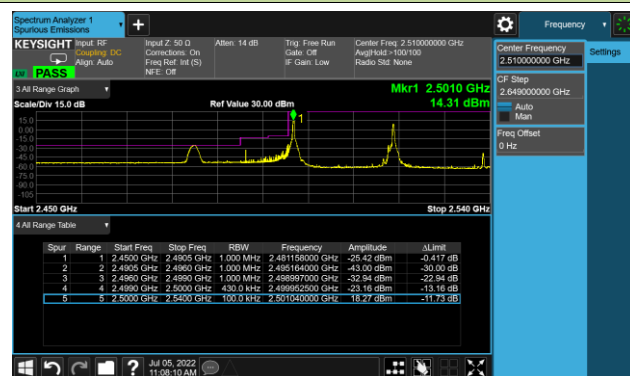 Spectrum Analyzer 1
Spurious Emissions
+
Frequency
KEYSIGHT
Input: RF
Coupling: DC
Align: Auto
Input Z: 50 Ω
Corrections: On
Freq Ref: Int (S)
NFE: Off
Atten: 14 dB
Trig: Free Run
Gate: Off
IF Gain: Low
Center Freq: 2.510000000 GHz
Avg|Hold:>100/100
Radio Std: None
PASS
Center Frequency
2.510000000 GHz
Settings
CF Step
2.649000000 GHz
Auto
Man
Freq Offset
0 Hz
3 All Range Graph
Mkr1 2.5010 GHz
Scale/Div 15.0 dB
Ref Value 30.00 dBm
14.31 dBm
1
15.0
0.00
-15.0
-30.0
-45.0
-60.0
-75.0
-90.0
-105
Start 2.450 GHz
Stop 2.540 GHz
4 All Range Table
Spur Range Start Freq Stop Freq RBW Frequency Amplitude ΔLimit
1 1 2.4500 GHz 2.4905 GHz 1.000 MHz 2.481158000 GHz -25.42 dBm -0.417 dB
2 2 2.4905 GHz 2.4960 GHz 1.000 MHz 2.495164000 GHz -43.00 dBm -30.00 dB
3 3 2.4960 GHz 2.4990 GHz 1.000 MHz 2.498997000 GHz -32.94 dBm -22.94 dB
4 4 2.4990 GHz 2.5000 GHz 430.0 kHz 2.499952500 GHz -23.16 dBm -13.16 dB
5 5 2.5000 GHz 2.5400 GHz 100.0 kHz 2.501040000 GHz 18.27 dBm -11.73 dB
?
Jul 05, 2022
11:08:10 AM